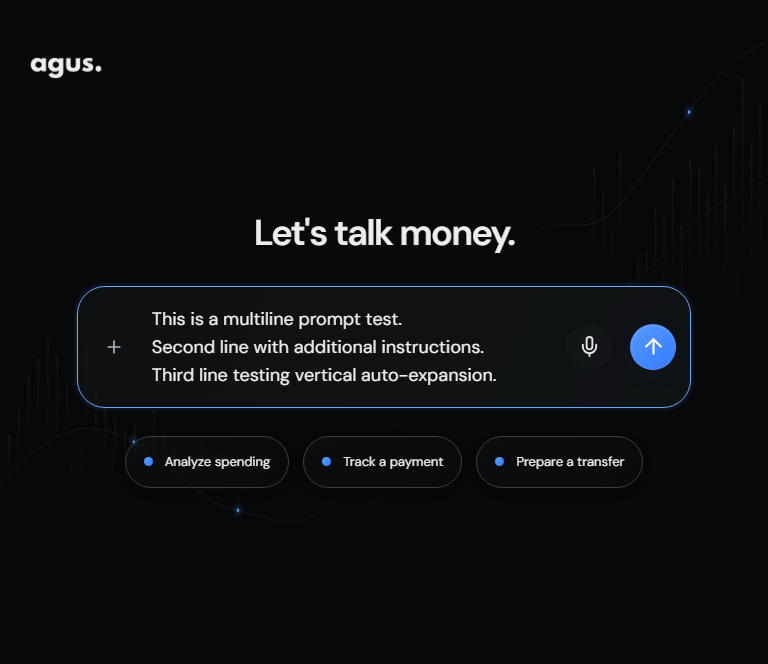 agus.
Let's talk money.
This is a multiline prompt test.
Second line with additional instructions.
Third line testing vertical auto-expansion.
Analyze spending
Track a payment
Prepare a transfer